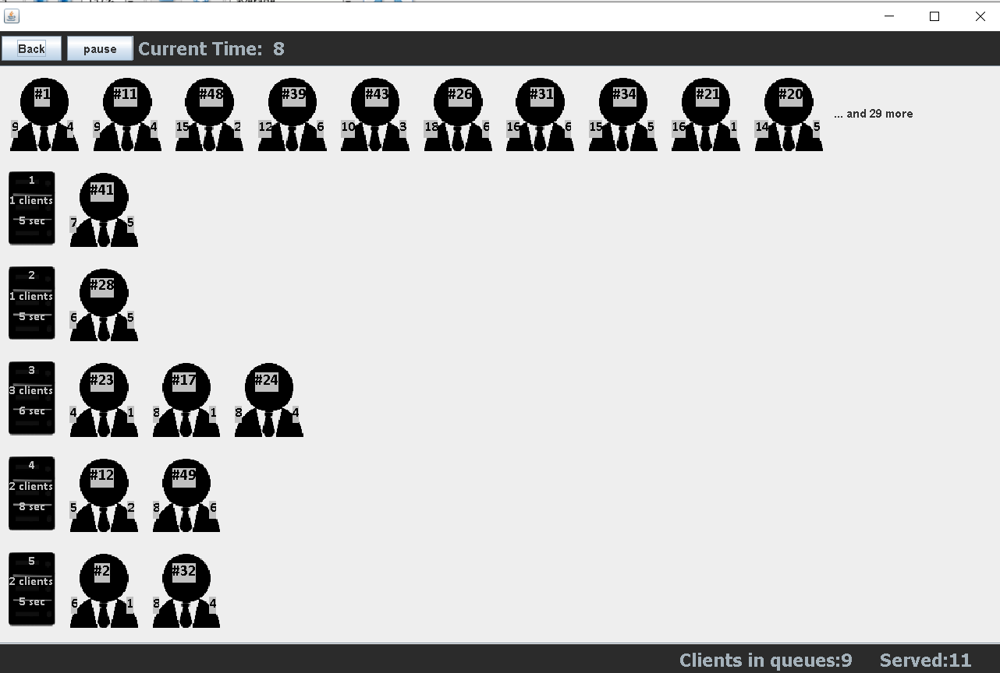 Back pause Current Time: 8
#1 #11 #48 #39 #43 #26 #31 #34 #21 #20
... and 29 more
9 4 9 4 15 2 12 6 10 3 18 6 16 6 15 5 16 1 14 5
1
1 clients
5 sec
#41
7 5
2
1 clients
5 sec
#28
6 5
3
3 clients
6 sec
#23 #17 #24
4 1 8 1 8 4
4
2 clients
8 sec
#12 #49
5 2 8 6
5
2 clients
5 sec
#2 #32
6 1 8 4
Clients in queues:9 Served:11